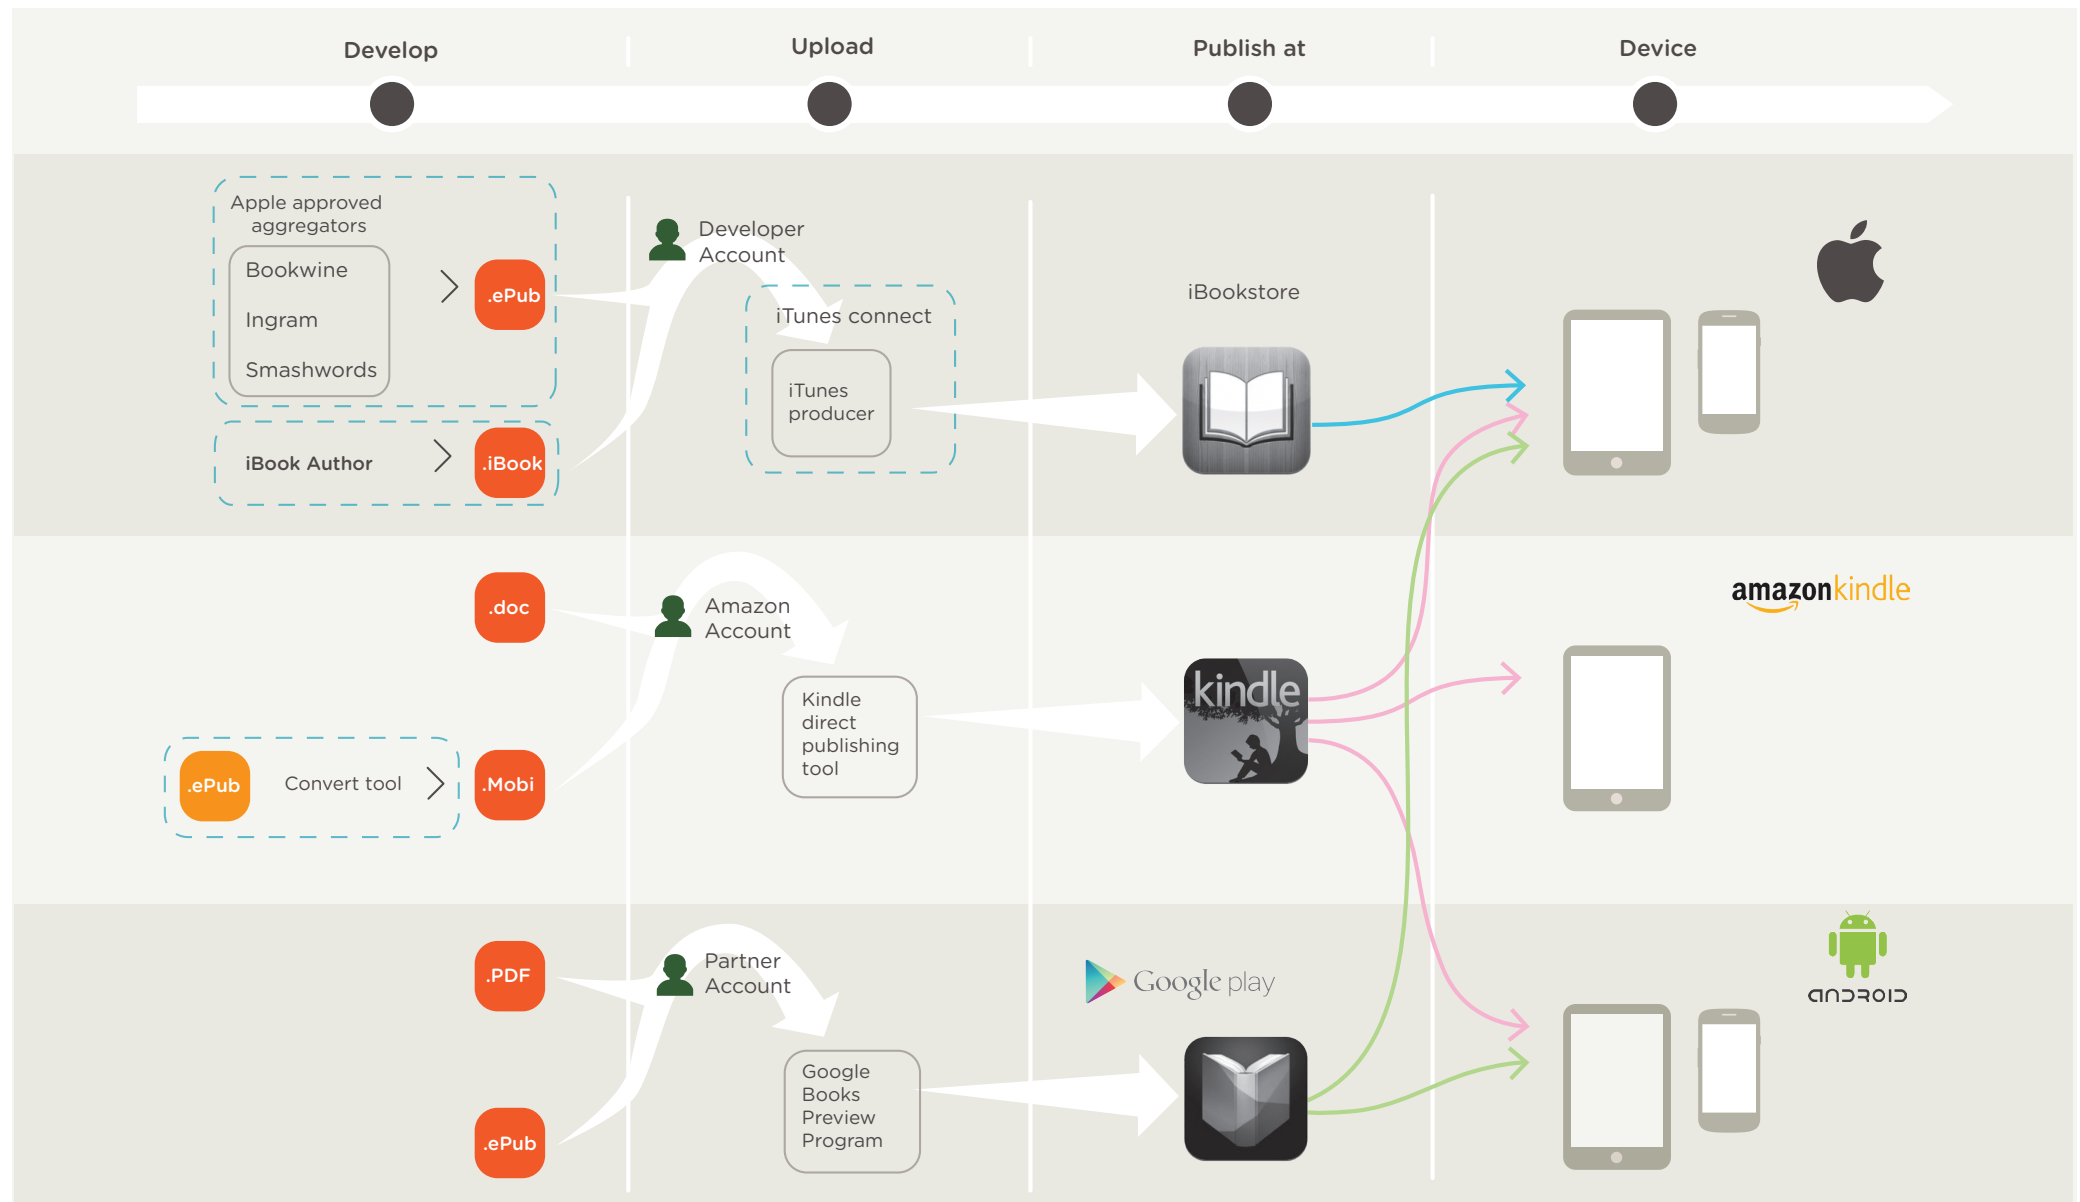 Develop
Upload
Publish at
Device
Apple approved
aggregators
Bookwine
Ingram
Smashwords
.ePub
iBook Author
.iBook
Developer
Account
iTunes connect
iTunes
producer
iBookstore
.doc
.ePub
Convert tool
.Mobi
Amazon
Account
Kindle
direct
publishing
tool
kindle
amazonkindle
.PDF
.ePub
Partner
Account
Google
Books
Preview
Program
Google play
ANDROID